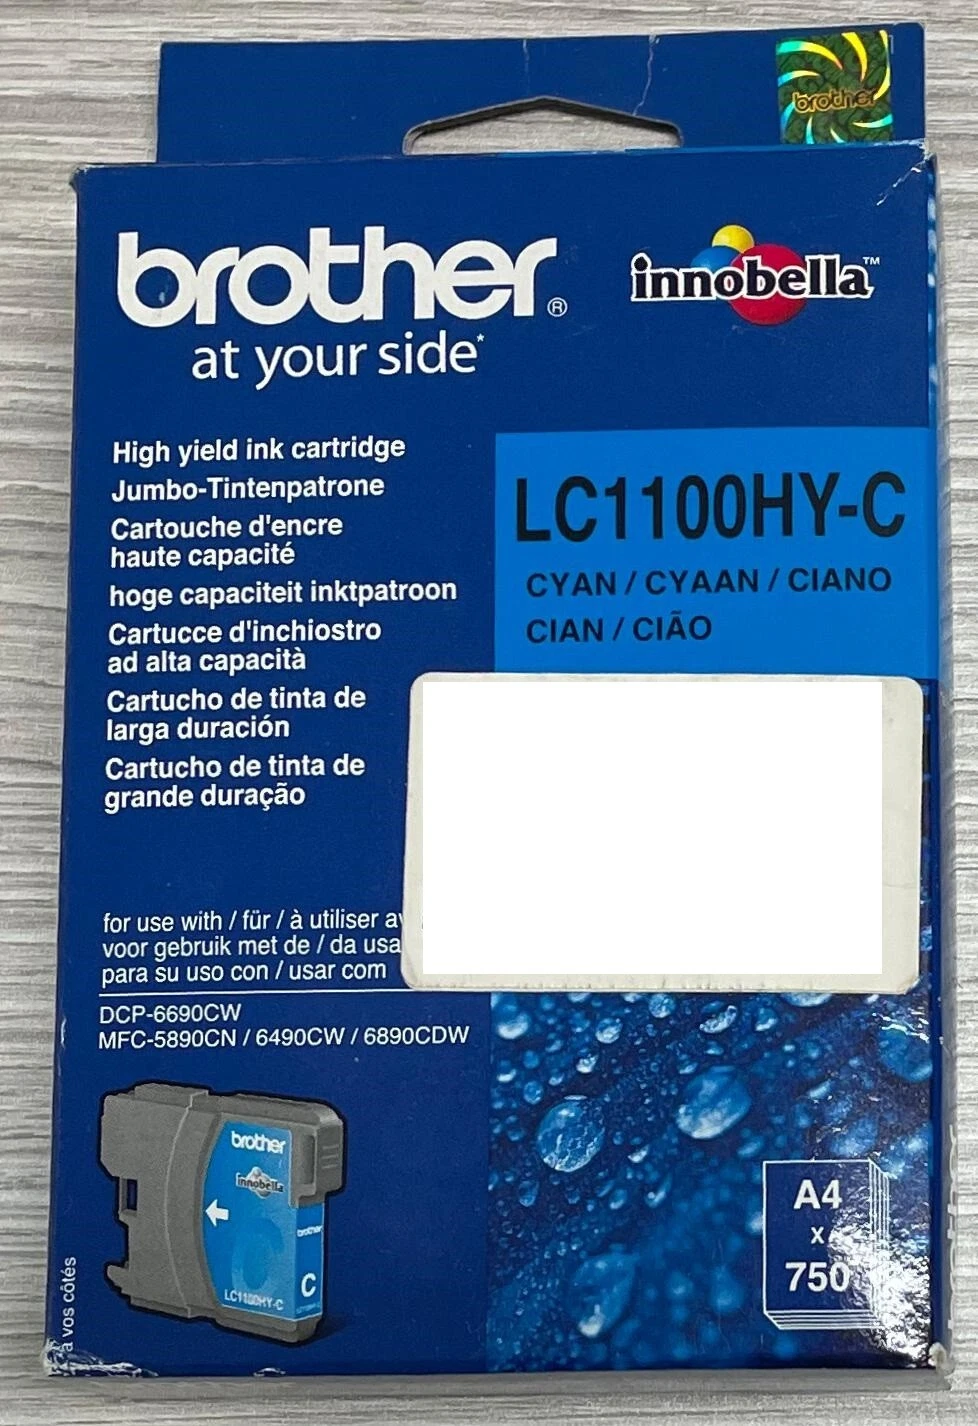 brother
brother®
at your side*
innobella™
High yield ink cartridge
Jumbo-Tintenpatrone
Cartouche d'encre
haute capacité
hoge capaciteit inktpatroon
Cartucce d'inchiostro
ad alta capacità
Cartucho de tinta de
larga duración
Cartucho de tinta de
grande duração
LC1100HY-C
CYAN / CYAAN / CIANO
CIAN / CIÃO
for use with / für / à utiliser
voor gebruik met de / da
para su uso con / usar com
DCP-6690CW
MFC-5890CN / 6490CW / 6890CDW
brother
innobella
brother
C
LC1100HY-C
A4
x
750
à vos côtés